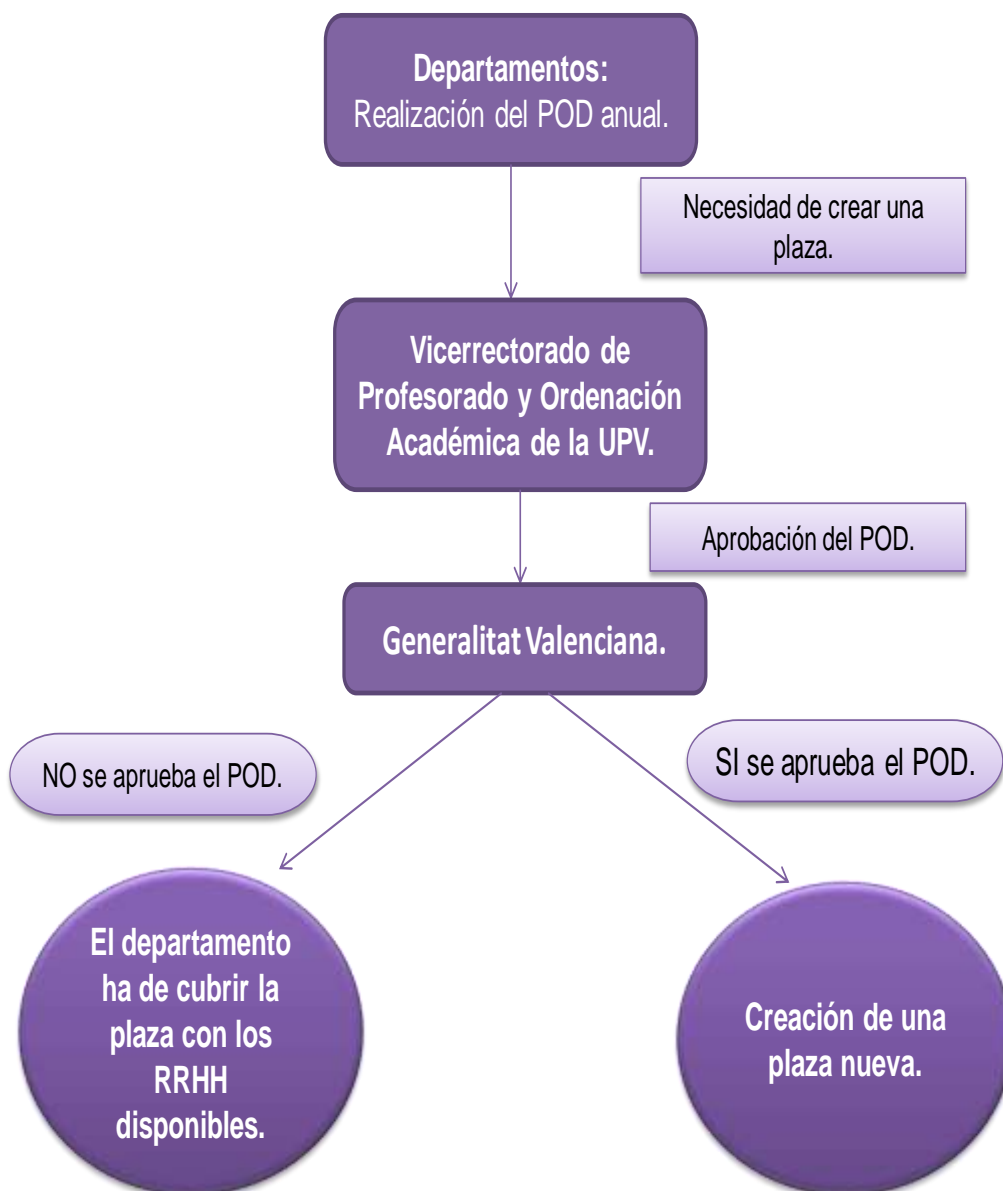 Departamentos:
Realización del POD anual.
Necesidad de crear una
plaza.
Vicerrectorado de
Profesorado y Ordenación
Académica de la UPV.
Aprobación del POD.
Generalitat Valenciana.
NO se aprueba el POD.
SI se aprueba el POD.
El departamento
ha de cubrir la
plaza con los
RRHH
disponibles.
Creación de una
plaza nueva.